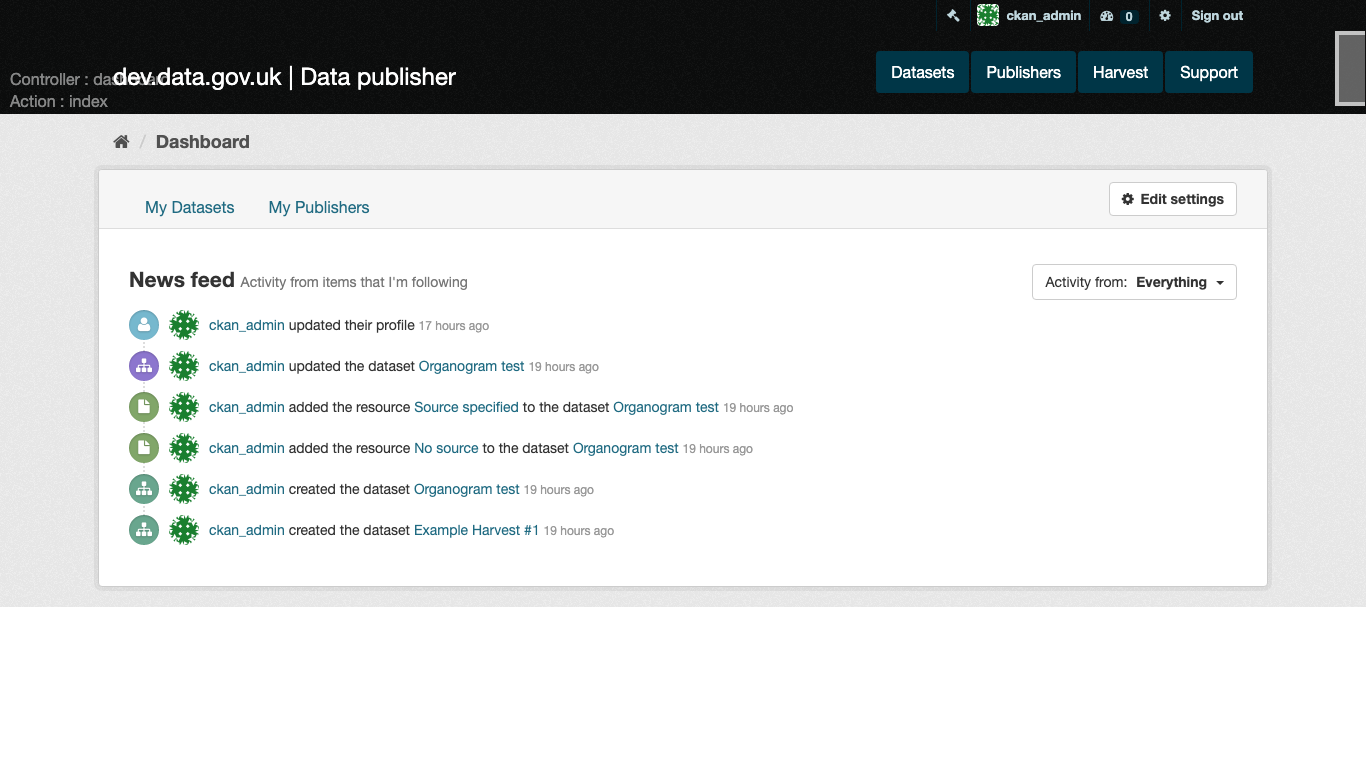 ckan_admin 0 Sign out
Controller : dashboard
dev.data.gov.uk | Data publisher
Action : index
Datasets Publishers Harvest Support
/ Dashboard
My Datasets My Publishers Edit settings
News feed Activity from items that I'm following
Activity from: Everything
ckan_admin updated their profile 17 hours ago
ckan_admin updated the dataset Organogram test 19 hours ago
ckan_admin added the resource Source specified to the dataset Organogram test 19 hours ago
ckan_admin added the resource No source to the dataset Organogram test 19 hours ago
ckan_admin created the dataset Organogram test 19 hours ago
ckan_admin created the dataset Example Harvest #1 19 hours ago